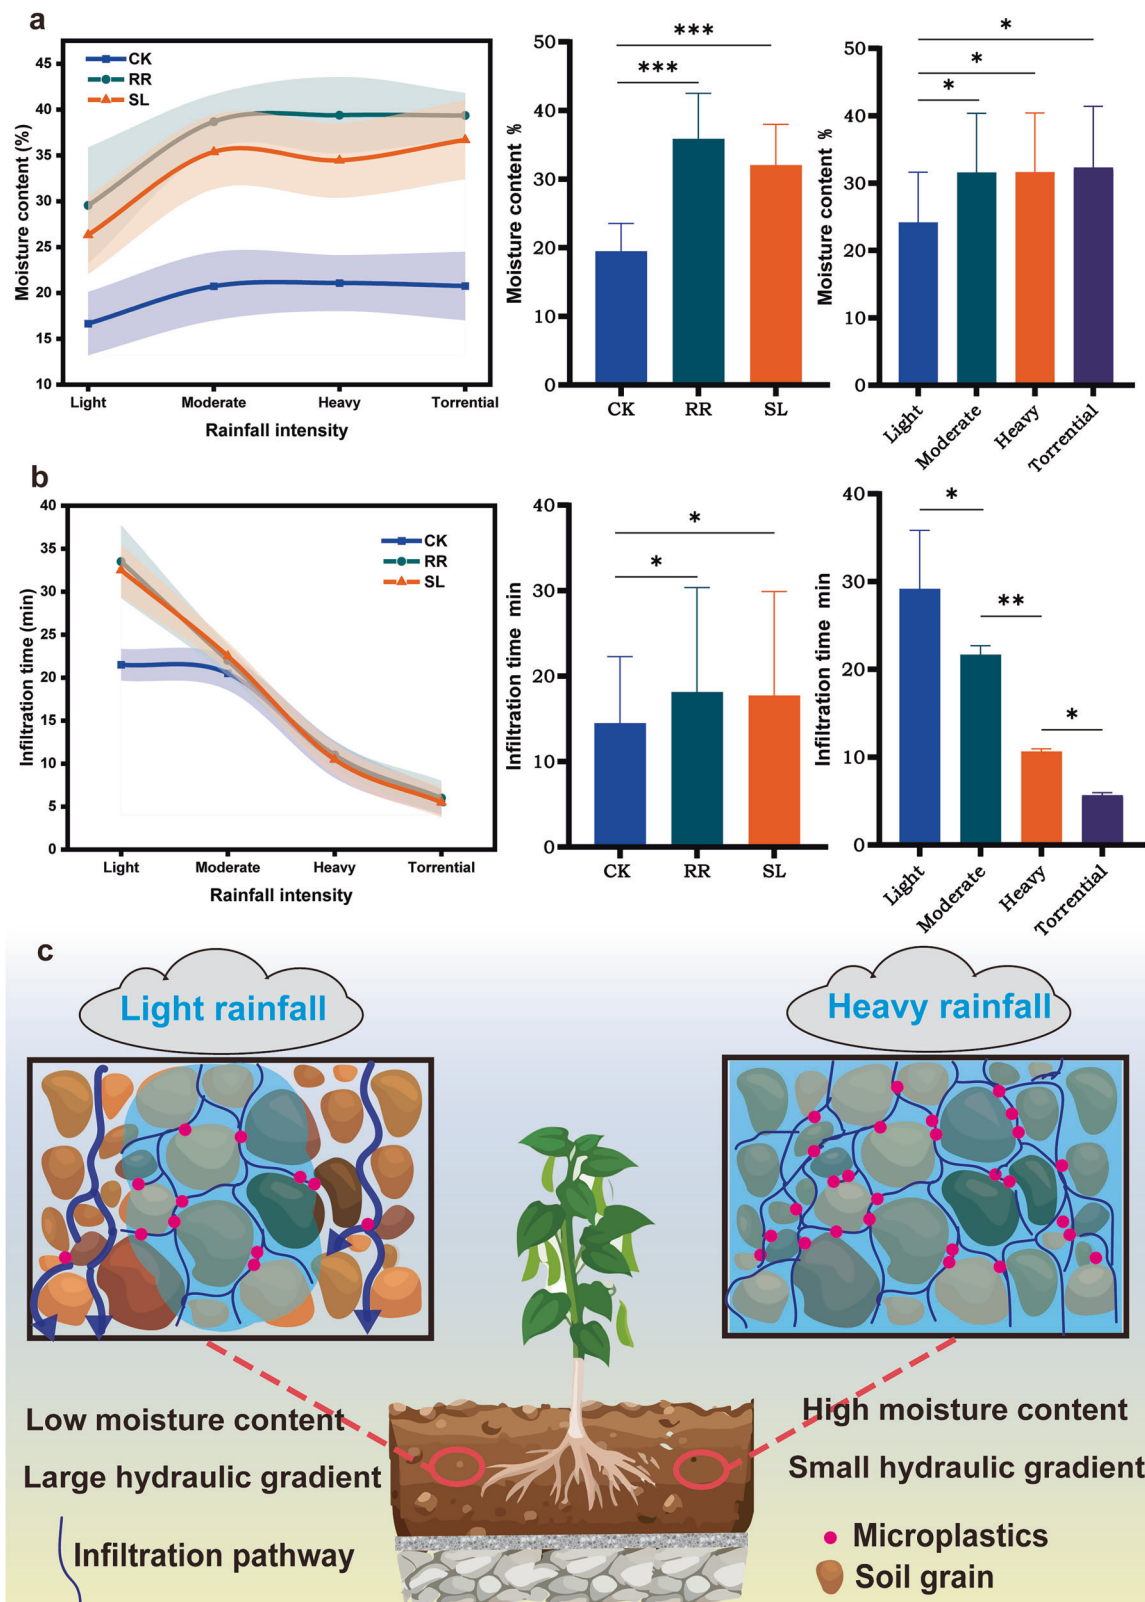 a
Moisture content (%)
45
40
35
30
25
20
15
10
CK
RR
SL
Light
Moderate
Heavy
Torrential
Rainfall intensity
Moisture content %
50
40
30
20
10
0
***
***
CK
RR
SL
Moisture content %
50
40
30
20
10
0
*
*
*
Light
Moderate
Heavy
Torrential
b
Infiltration time (min)
40
35
30
25
20
15
10
5
0
CK
RR
SL
Light
Moderate
Heavy
Torrential
Rainfall intensity
Infiltration time min
40
30
20
10
0
*
*
CK
RR
SL
Infiltration time min
40
30
20
10
0
*
**
*
Light
Moderate
Heavy
Torrential
c
Light rainfall
Heavy rainfall
Low moisture content
Large hydraulic gradient
Infiltration pathway
High moisture content
Small hydraulic gradient
Microplastics
Soil grain